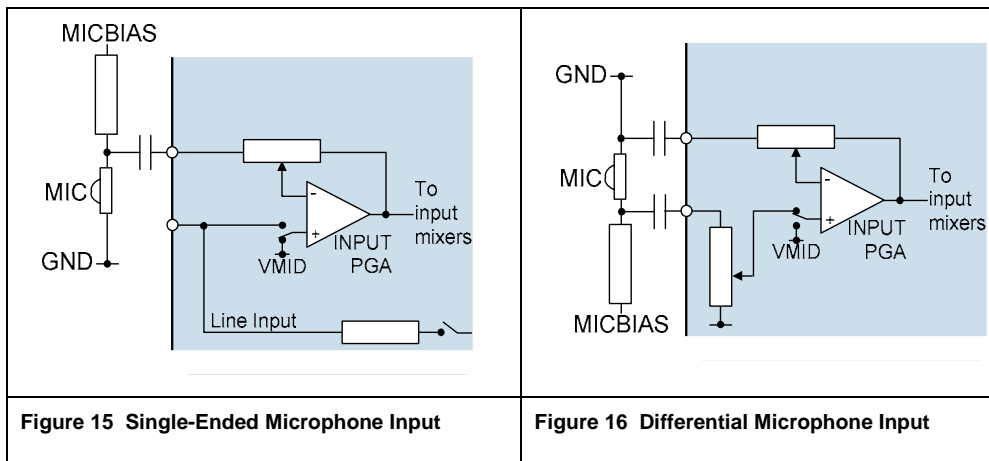 MICBIAS
MIC
GND
-
+
To
input
mixers
INPUT
PGA
VMID
Line Input
GND
MIC
MICBIAS
-
+
To
input
mixers
INPUT
PGA
VMID
Figure 15 Single-Ended Microphone Input
Figure 16 Differential Microphone Input